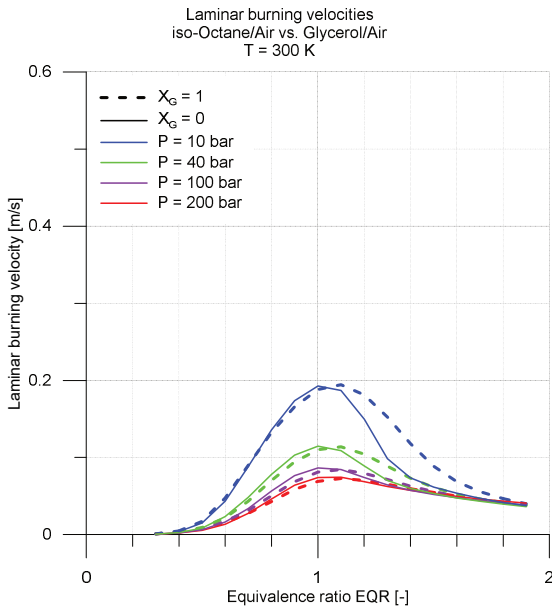 Laminar burning velocities
iso-Octane/Air vs. Glycerol/Air
T = 300 K
0.6
X_G = 1
X_G = 0
P = 10 bar
P = 40 bar
P = 100 bar
P = 200 bar
0.4
Laminar burning velocity [m/s]
0.2
0
0 1 2
Equivalence ratio EQR [-]